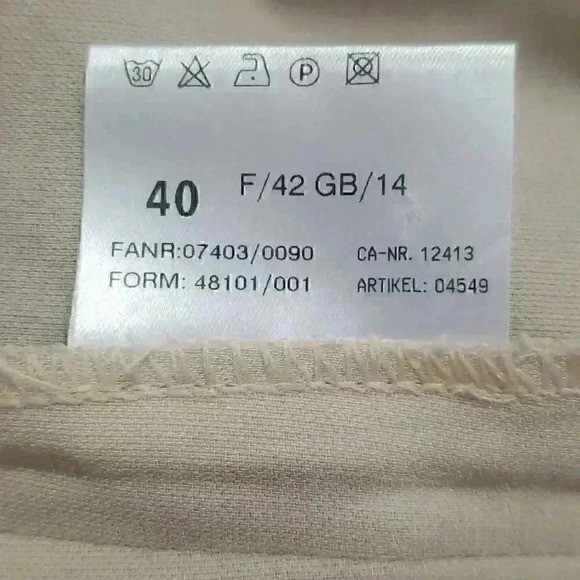 30 P
40 F/42 GB/14
FANR:07403/0090 CA-NR. 12413
FORM: 48101/001 ARTIKEL: 04549